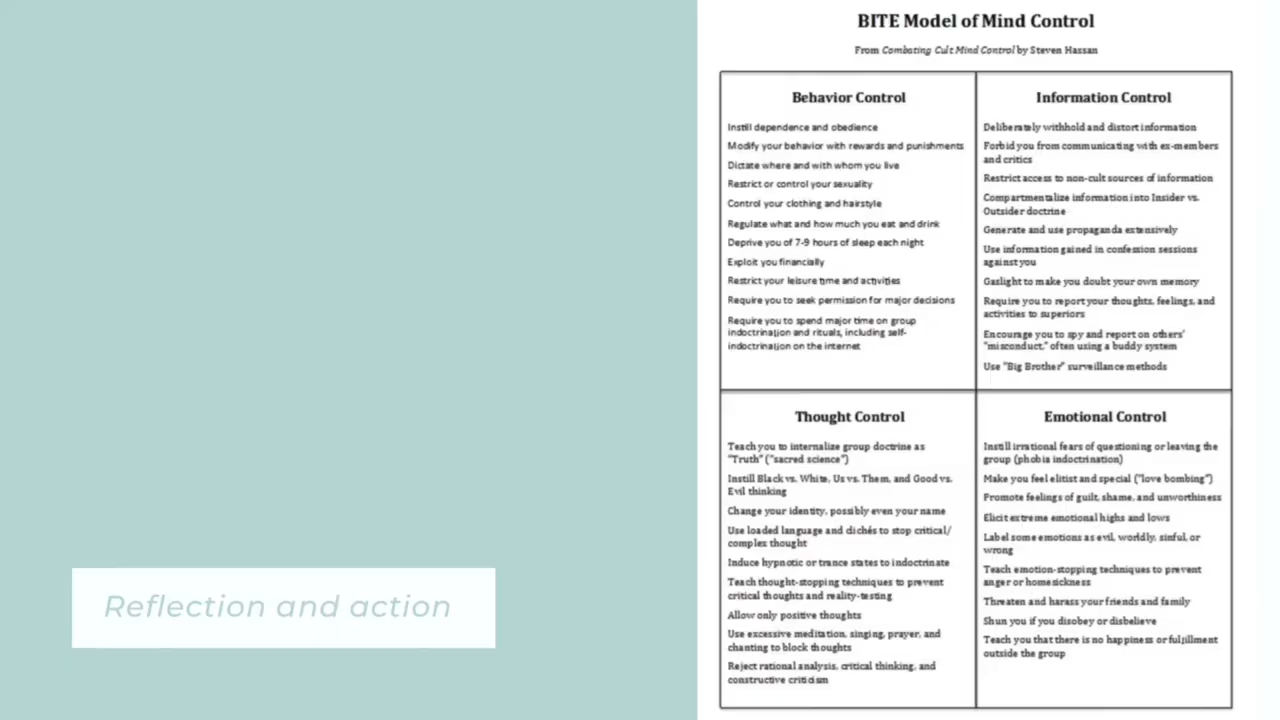 BITE Model of Mind Control
From Combating Cult Mind Control by Steven Hassan
Behavior Control
Instill dependence and obedience
Modify your behavior with rewards and punishments
Dictate where and with whom you live
Restrict or control your sexuality
Control your clothing and hairstyle
Regulate what and how much you eat and drink
Deprive you of 7-9 hours of sleep each night
Exploit you financially
Restrict your leisure time and activities
Require you to seek permission for major decisions
Require you to spend major time on group
indoctrination and rituals, including self-
indoctrination on the internet
Information Control
Deliberately withhold and distort information
Forbid you from communicating with ex-members
and critics
Restrict access to non-cult sources of information
Compartmentalize information into Insider vs.
Outsider doctrine
Generate and use propaganda extensively
Use information gained in confession sessions
against you
Gaslight to make you doubt your own memory
Require you to report your thoughts, feelings, and
activities to superiors
Encourage you to spy and report on others'
"misconduct," often using a buddy system
Use "Big Brother" surveillance methods
Thought Control
Teach you to internalize group doctrine as
"Truth" ("sacred science")
Instill Black vs. White, Us vs. Them, and Good vs.
Evil thinking
Change your identity, possibly even your name
Use loaded language and clichés to stop critical/
complex thought
Induce hypnotic or trance states to indoctrinate
Teach thought-stopping techniques to prevent
critical thoughts and reality-testing
Allow only positive thoughts
Use excessive meditation, singing, prayer, and
chanting to block thoughts
Reject rational analysis, critical thinking, and
constructive criticism
Emotional Control
Instill irrational fears of questioning or leaving the
group (phobia indoctrination)
Make you feel elitist and special ("love bombing")
Promote feelings of guilt, shame, and unworthiness
Elicit extreme emotional highs and lows
Label some emotions as evil, worldly, sinful, or
wrong
Teach emotion-stopping techniques to prevent
anger or homesickness
Threaten and harass your friends and family
Shun you if you disobey or disbelieve
Teach you that there is no happiness or fulfillment
outside the group
Reflection and action